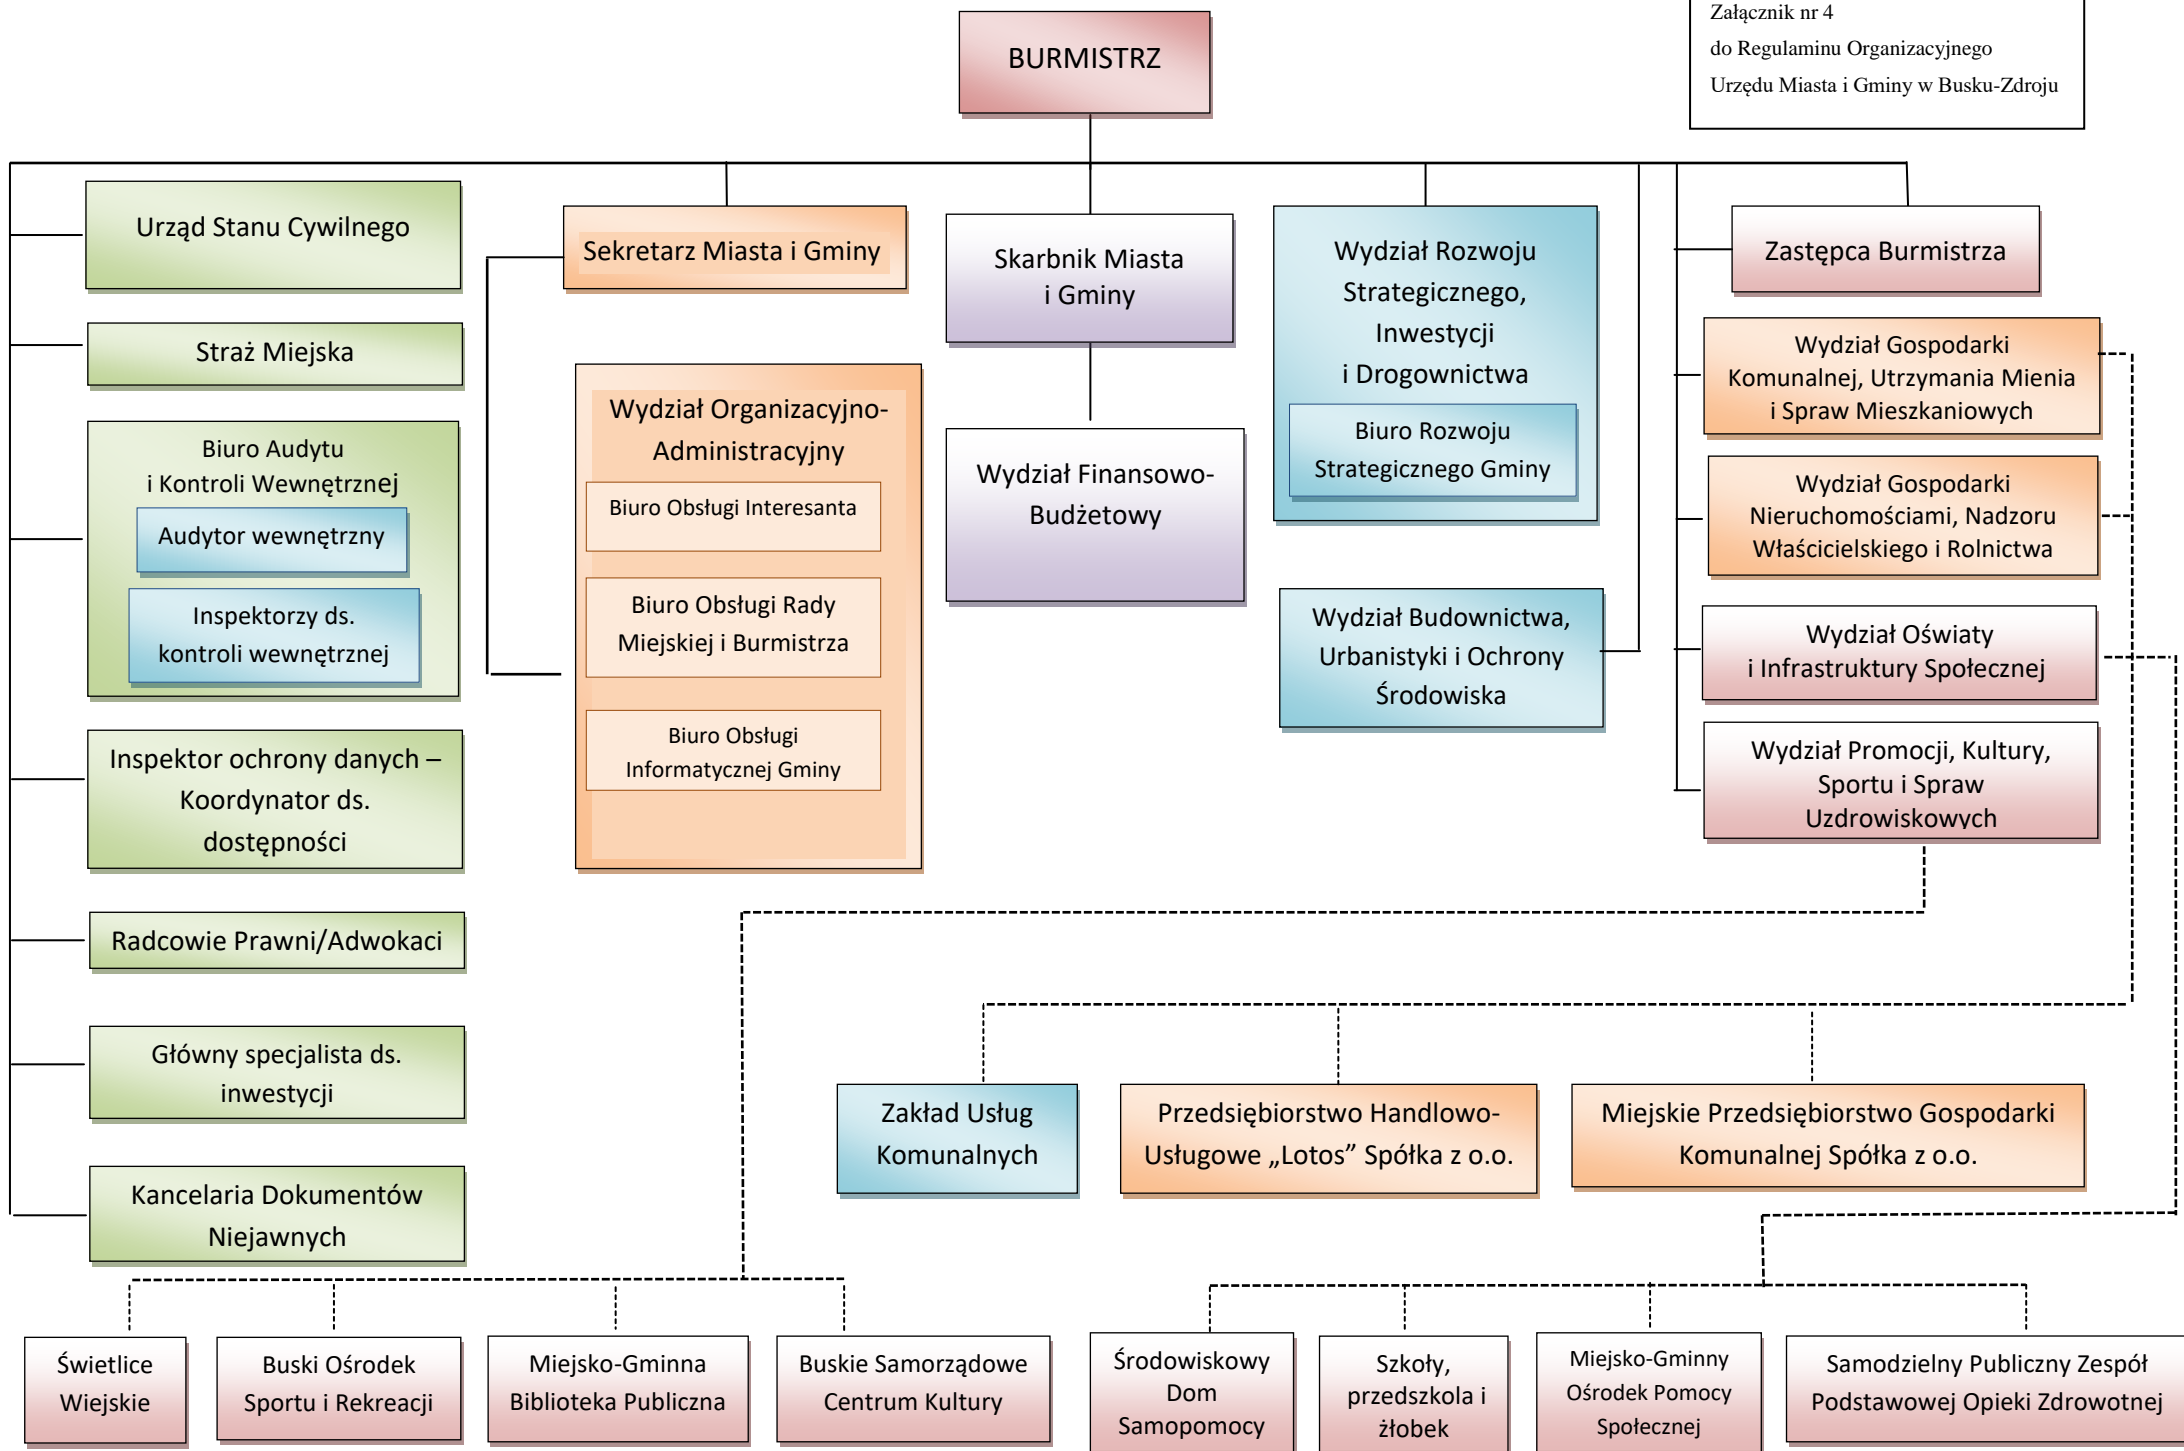 Załącznik nr 4
do Regulaminu Organizacyjnego
Urzędu Miasta i Gminy w Busku-Zdroju
BURMISTRZ
Urząd Stanu Cywilnego
Straż Miejska
Biuro Audytu
i Kontroli Wewnętrznej
Audytor wewnętrzny
Inspektorzy ds.
kontroli wewnętrznej
Inspektor ochrony danych –
Koordynator ds.
dostępności
Radcowie Prawni/Adwokaci
Główny specjalista ds.
inwestycji
Kancelaria Dokumentów
Niejawnych
Sekretarz Miasta i Gminy
Wydział Organizacyjno-
Administracyjny
Biuro Obsługi Interesanta
Biuro Obsługi Rady
Miejskiej i Burmistrza
Biuro Obsługi
Informatycznej Gminy
Skarbnik Miasta
i Gminy
Wydział Finansowo-
Budżetowy
Wydział Rozwoju
Strategicznego,
Inwestycji
i Drogownictwa
Biuro Rozwoju
Strategicznego Gminy
Wydział Budownictwa,
Urbanistyki i Ochrony
Środowiska
Zastępca Burmistrza
Wydział Gospodarki
Komunalnej, Utrzymania Mienia
i Spraw Mieszkaniowych
Wydział Gospodarki
Nieruchomościami, Nadzoru
Właścicielskiego i Rolnictwa
Wydział Oświaty
i Infrastruktury Społecznej
Wydział Promocji, Kultury,
Sportu i Spraw
Uzdrowiskowych
Zakład Usług
Komunalnych
Przedsiębiorstwo Handlowo-
Usługowe „Lotos” Spółka z o.o.
Miejskie Przedsiębiorstwo Gospodarki
Komunalnej Spółka z o.o.
Świetlice
Wiejskie
Buski Ośrodek
Sportu i Rekreacji
Miejsko-Gminna
Biblioteka Publiczna
Buskie Samorządowe
Centrum Kultury
Środowiskowy
Dom
Samopomocy
Szkoły,
przedszkola i
żłobek
Miejsko-Gminny
Ośrodek Pomocy
Społecznej
Samodzielny Publiczny Zespół
Podstawowej Opieki Zdrowotnej